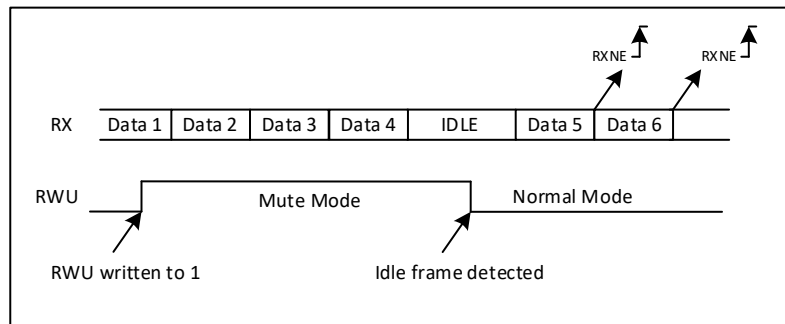 RXNE RXNE
RX Data 1 Data 2 Data 3 Data 4 IDLE Data 5 Data 6
RWU Mute Mode Normal Mode
RWU written to 1 Idle frame detected